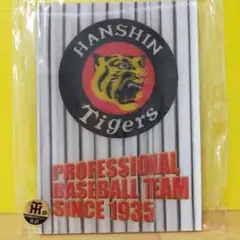 HANSHIN
Tigers
PROFESSIONAL
BASEBALL TEAM
SINCE 1935